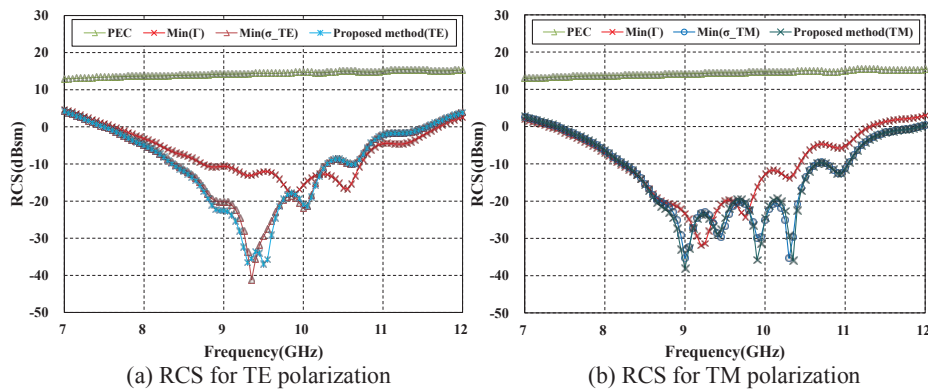 30
20
10
0
-10
-20
-30
-40
-50
RCS(dBsm)
PEC
Min(Γ)
Min(σ_TE)
Proposed method(TE)
7
8
9
10
11
12
Frequency(GHz)
(a) RCS for TE polarization
30
20
10
0
-10
-20
-30
-40
-50
RCS(dBsm)
PEC
Min(Γ)
Min(σ_TM)
Proposed method(TM)
7
8
9
10
11
12
Frequency(GHz)
(b) RCS for TM polarization